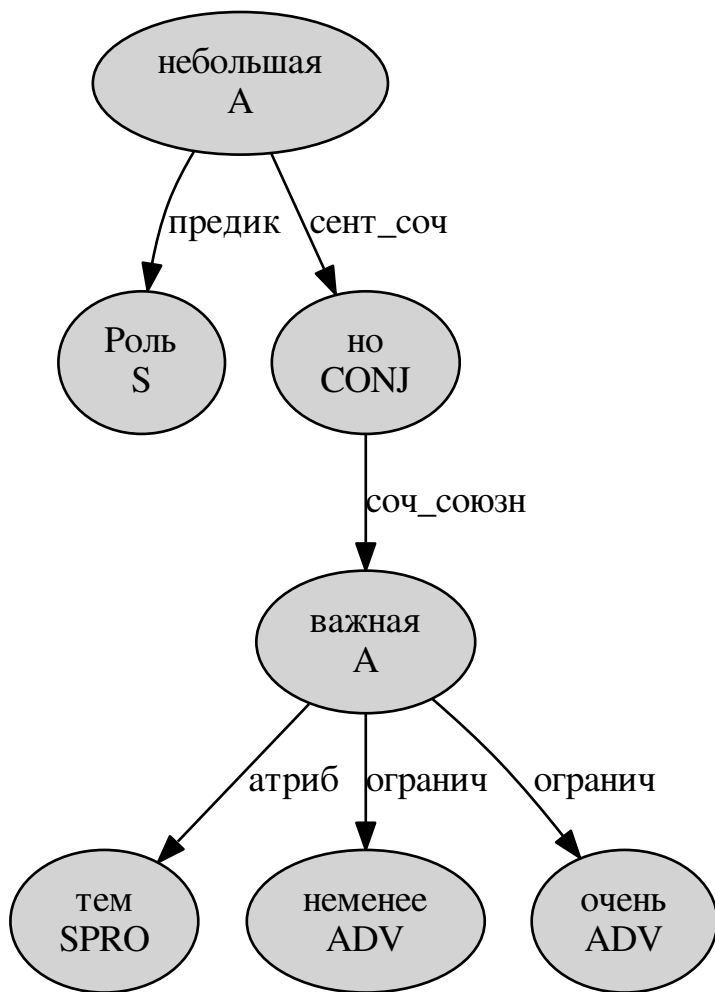 небольшая
A
предик
сент_соч
Роль
S
но
CONJ
соч_союзн
важная
A
атриб
огранич
огранич
тем
SPRO
неменее
ADV
очень
ADV